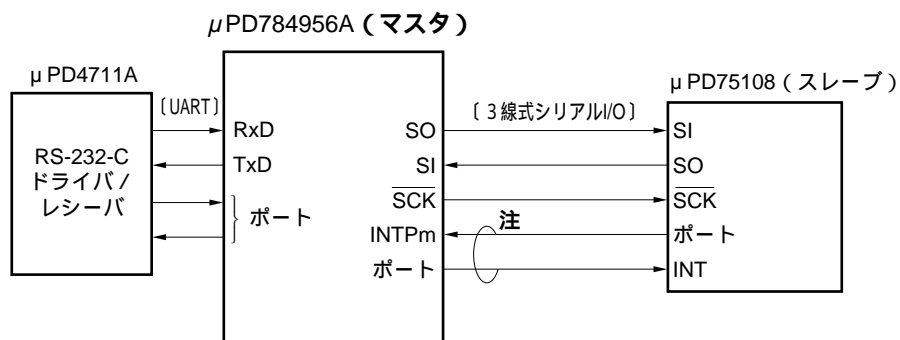 μPD784956A（マスタ）
μPD4711A
μPD75108（スレーブ）
〔UART〕
〔3線式シリアルI/O〕
RS-232-C
ドライバ/
レシーバ
RxD
TxD
ポート
SO
SI
SCK
INTPm
ポート
注
SI
SO
SCK
ポート
INT